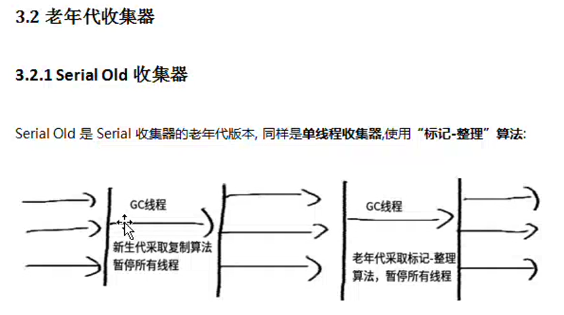 3.2 老年代收集器
3.2.1 Serial Old 收集器
Serial Old 是 Serial 收集器的老年代版本, 同样是单线程收集器,使用“标记-整理”算法:
GC线程
新生代采取复制算法
暂停所有线程
GC线程
老年代采取标记-整理
算法，暂停所有线程